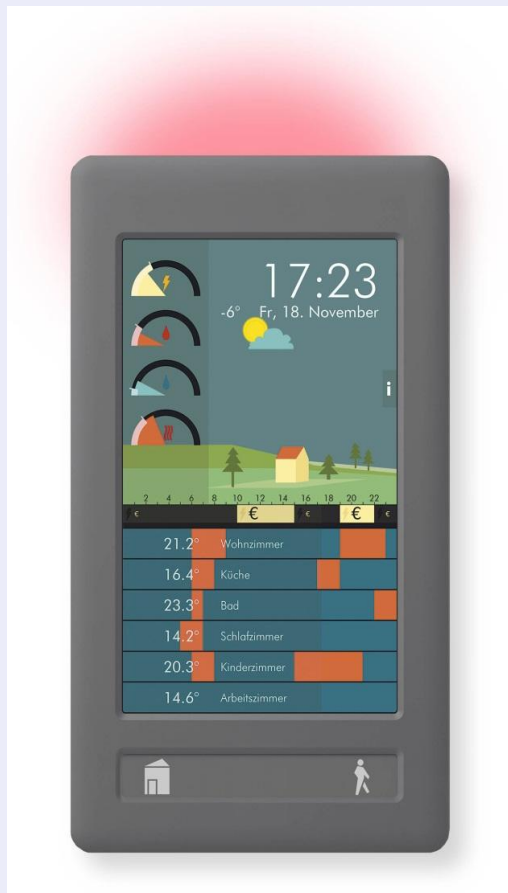 17:23
-6° Fr, 18. November
i
2 4 6 8 10 12 14 16 18 20 22
€ € € € €
21.2° Wohnzimmer
16.4° Küche
23.3° Bad
14.2° Schlafzimmer
20.3° Kinderzimmer
14.6° Arbeitszimmer